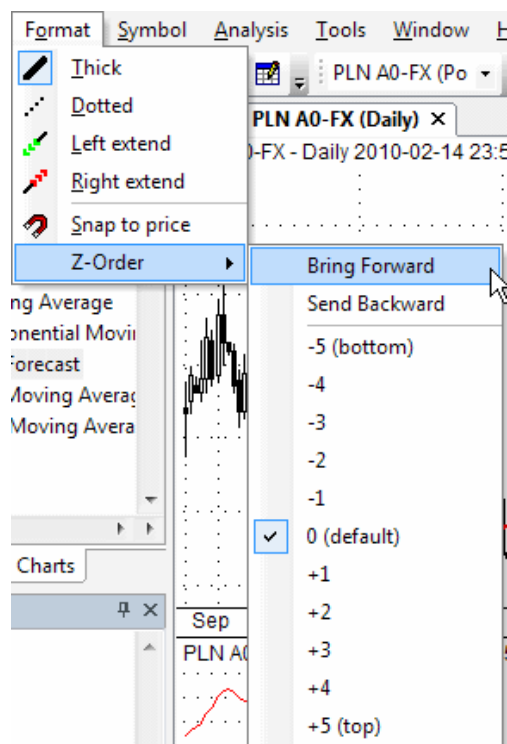 Format Symbol Analysis Tools Window H
Thick
PLN A0-FX (Po
Dotted
PLN A0-FX (Daily)
Left extend
-FX - Daily 2010-02-14 23:5
Right extend
Snap to price
Z-Order
Bring Forward
Send Backward
ng Average
-5 (bottom)
onential Movi
-4
Forecast
Moving Averag
-3
Moving Avera
-2
-1
0 (default)
Charts
+1
Sep
+2
PLN A0
+3
+4
+5 (top)